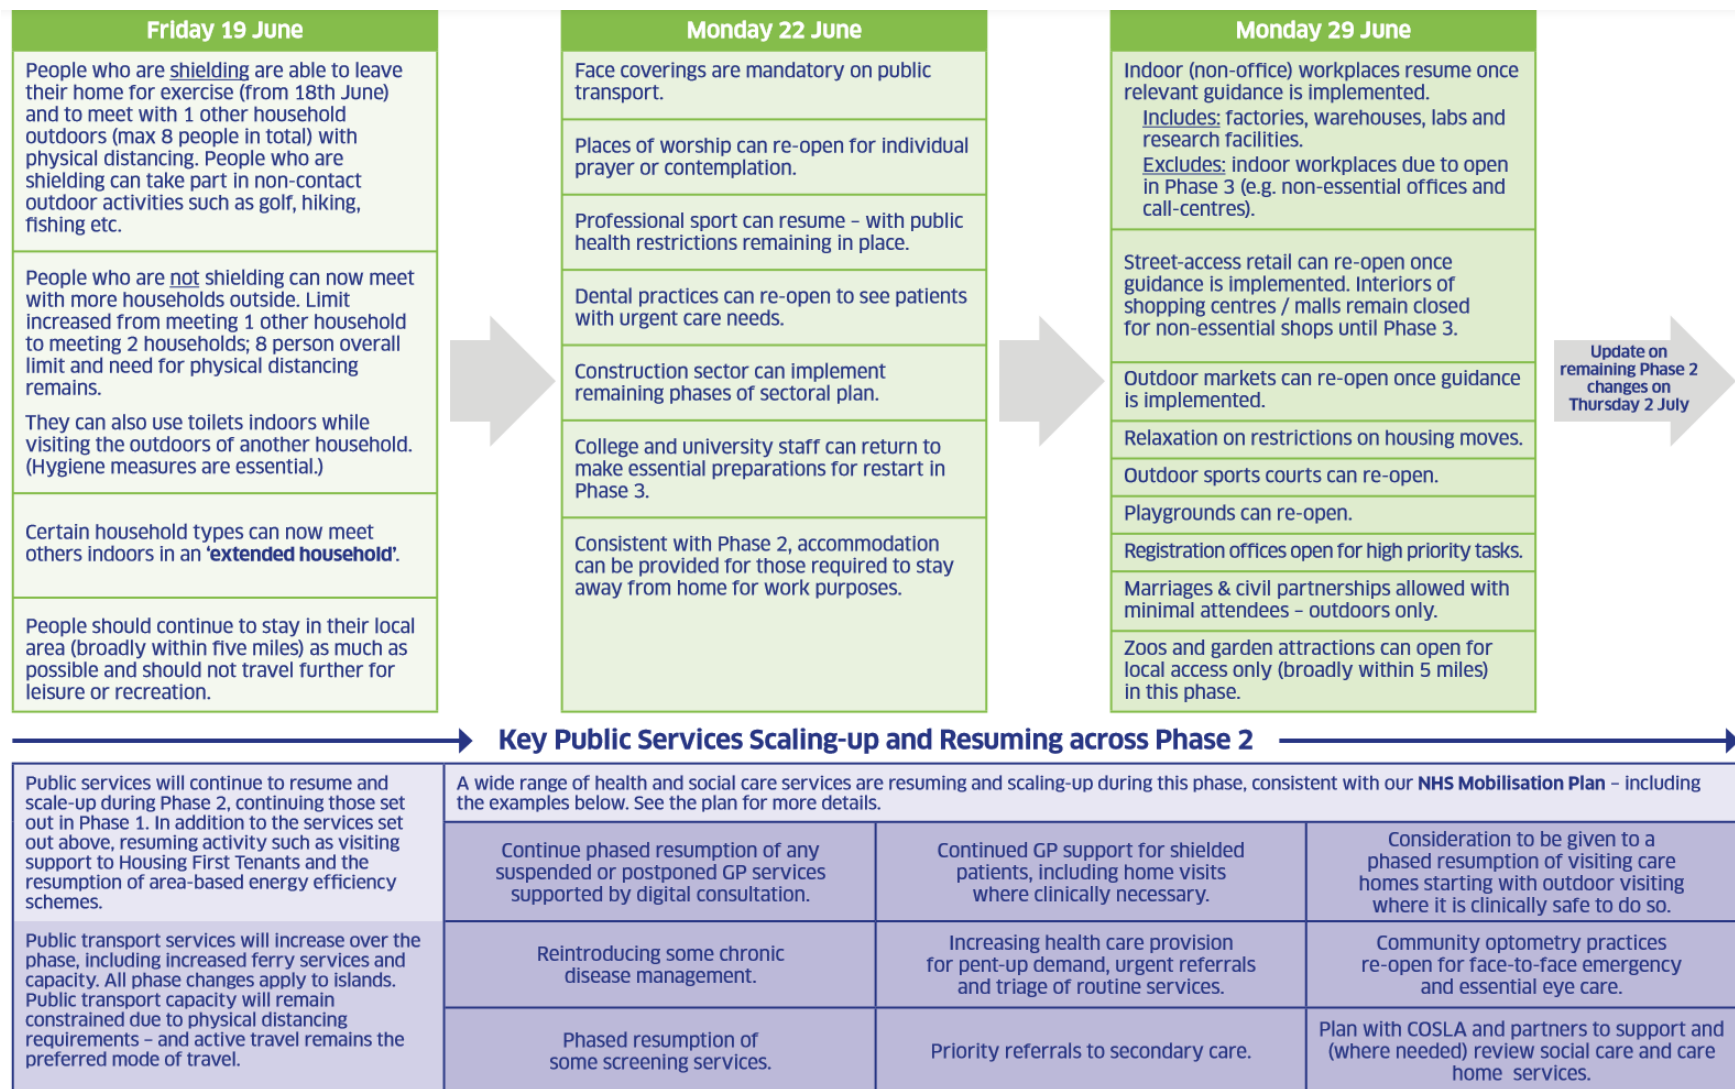 Friday 19 June
People who are shielding are able to leave
their home for exercise (from 18th June)
and to meet with 1 other household
outdoors (max 8 people in total) with
physical distancing. People who are
shielding can take part in non-contact
outdoor activities such as golf, hiking,
fishing etc.
People who are not shielding can now meet
with more households outside. Limit
increased from meeting 1 other household
to meeting 2 households; 8 person overall
limit and need for physical distancing
remains.
They can also use toilets indoors while
visiting the outdoors of another household.
(Hygiene measures are essential.)
Certain household types can now meet
others indoors in an ‘extended household’.
People should continue to stay in their local
area (broadly within five miles) as much as
possible and should not travel further for
leisure or recreation.
Monday 22 June
Face coverings are mandatory on public
transport.
Places of worship can re-open for individual
prayer or contemplation.
Professional sport can resume – with public
health restrictions remaining in place.
Dental practices can re-open to see patients
with urgent care needs.
Construction sector can implement
remaining phases of sectoral plan.
College and university staff can return to
make essential preparations for restart in
Phase 3.
Consistent with Phase 2, accommodation
can be provided for those required to stay
away from home for work purposes.
Monday 29 June
Indoor (non-office) workplaces resume once
relevant guidance is implemented.
Includes: factories, warehouses, labs and
research facilities.
Excludes: indoor workplaces due to open
in Phase 3 (e.g. non-essential offices and
call-centres).
Street-access retail can re-open once
guidance is implemented. Interiors of
shopping centres / malls remain closed
for non-essential shops until Phase 3.
Outdoor markets can re-open once guidance
is implemented.
Relaxation on restrictions on housing moves.
Outdoor sports courts can re-open.
Playgrounds can re-open.
Registration offices open for high priority tasks.
Marriages & civil partnerships allowed with
minimal attendees – outdoors only.
Zoos and garden attractions can open for
local access only (broadly within 5 miles)
in this phase.
Update on
remaining Phase 2
changes on
Thursday 2 July
Key Public Services Scaling-up and Resuming across Phase 2
Public services will continue to resume and
scale-up during Phase 2, continuing those set
out in Phase 1. In addition to the services set
out above, resuming activity such as visiting
support to Housing First Tenants and the
resumption of area-based energy efficiency
schemes.
Public transport services will increase over the
phase, including increased ferry services and
capacity. All phase changes apply to islands.
Public transport capacity will remain
constrained due to physical distancing
requirements – and active travel remains the
preferred mode of travel.
A wide range of health and social care services are resuming and scaling-up during this phase, consistent with our NHS Mobilisation Plan – including
the examples below. See the plan for more details.
Continue phased resumption of any
suspended or postponed GP services
supported by digital consultation.
Continued GP support for shielded
patients, including home visits
where clinically necessary.
Consideration to be given to a
phased resumption of visiting care
homes starting with outdoor visiting
where it is clinically safe to do so.
Reintroducing some chronic
disease management.
Increasing health care provision
for pent-up demand, urgent referrals
and triage of routine services.
Community optometry practices
re-open for face-to-face emergency
and essential eye care.
Phased resumption of
some screening services.
Priority referrals to secondary care.
Plan with COSLA and partners to support and
(where needed) review social care and care
home services.